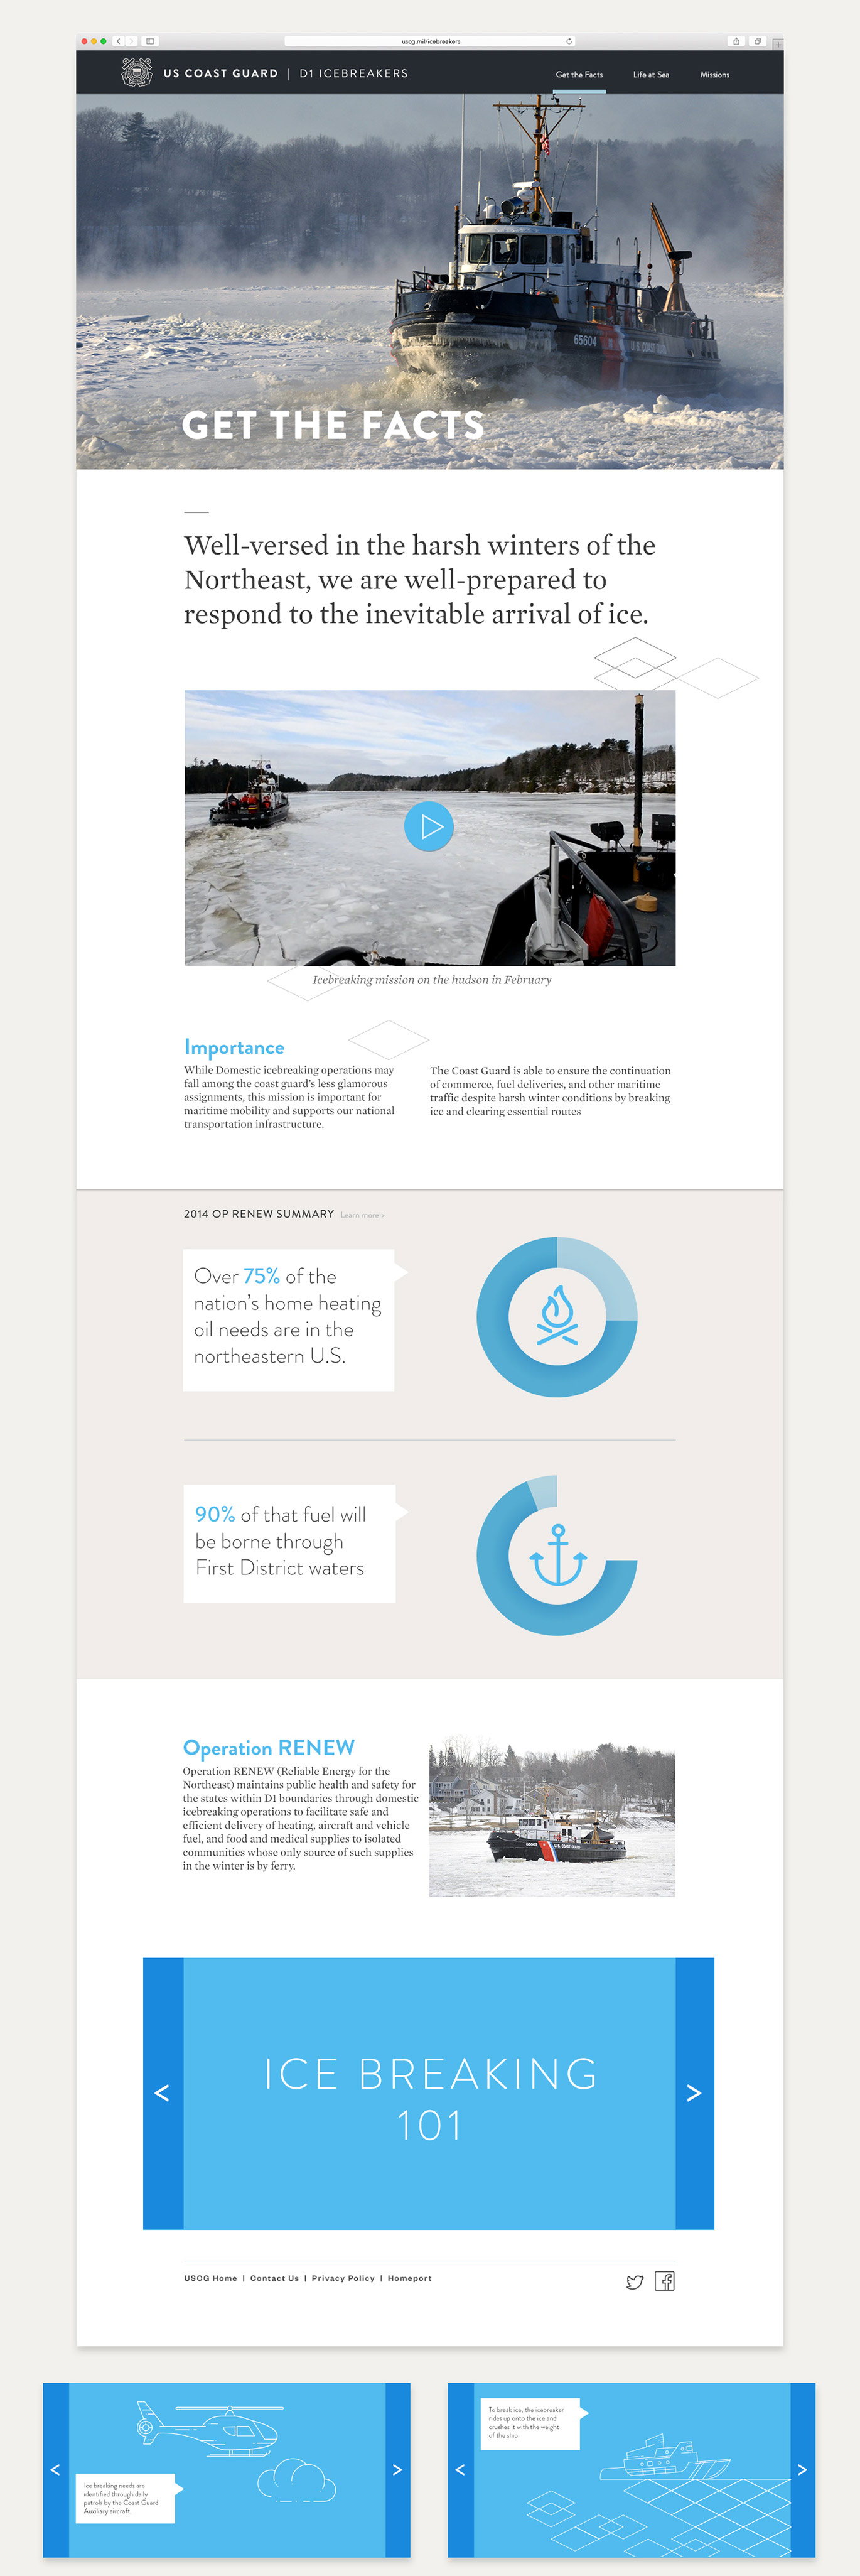 uscg.mil/icebreakers
US COAST GUARD | D1 ICEBREAKERS
Get the Facts
Life at Sea
Missions
65604
U.S. COAST GUARD
GET THE FACTS
Well-versed in the harsh winters of the
Northeast, we are well-prepared to
respond to the inevitable arrival of ice.
Icebreaking mission on the hudson in February
Importance
While Domestic icebreaking operations may
fall among the coast guard's less glamorous
assignments, this mission is important for
maritime mobility and supports our national
transportation infrastructure.
The Coast Guard is able to ensure the continuation
of commerce, fuel deliveries, and other maritime
traffic despite harsh winter conditions by breaking
ice and clearing essential routes
2014 OP RENEW SUMMARY Learn more >
Over 75% of the
nation's home heating
oil needs are in the
northeastern U.S.
90% of that fuel will
be borne through
First District waters
Operation RENEW
Operation RENEW (Reliable Energy for the
Northeast) maintains public health and safety for
the states within D1 boundaries through domestic
icebreaking operations to facilitate safe and
efficient delivery of heating, aircraft and vehicle
fuel, and food and medical supplies to isolated
communities whose only source of such supplies
in the winter is by ferry.
U.S. COAST GUARD
< ICE BREAKING >
101
USCG Home | Contact Us | Privacy Policy | Homeport
Ice breaking needs are
identified through daily
patrols by the Coast Guard
Auxiliary aircraft.
To break ice, the icebreaker
rides up onto the ice and
crushes it with the weight
of the ship.